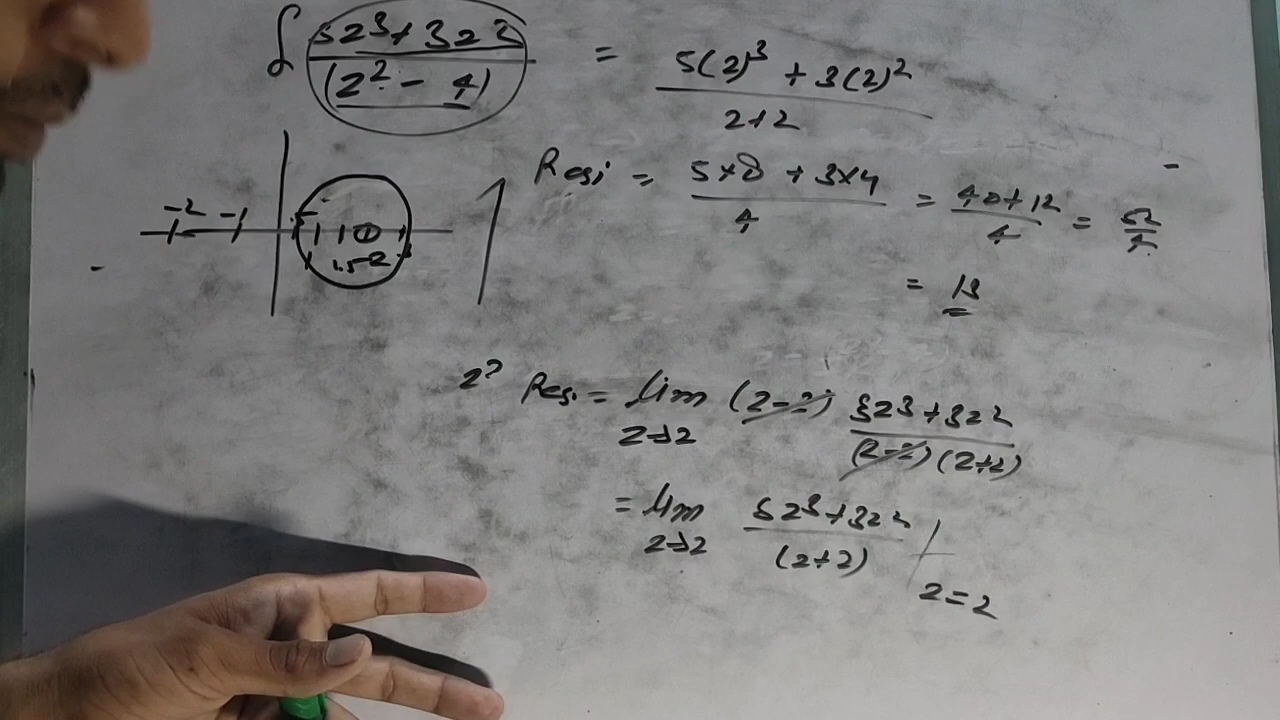 ∫ (5z³ + 3z²)/(z² - 4) = (5(2)³ + 3(2)²)/(2+2)
Resi = (5×8 + 3×4)/4 = (40+12)/4 = 52/4
= 13
-2 -1
1.5 2
z² Resi = lim z→2 (z-2) (5z³+3z²)/((z-2)(z+2))
= lim z→2 (5z³+3z²)/(z+2) | z=2